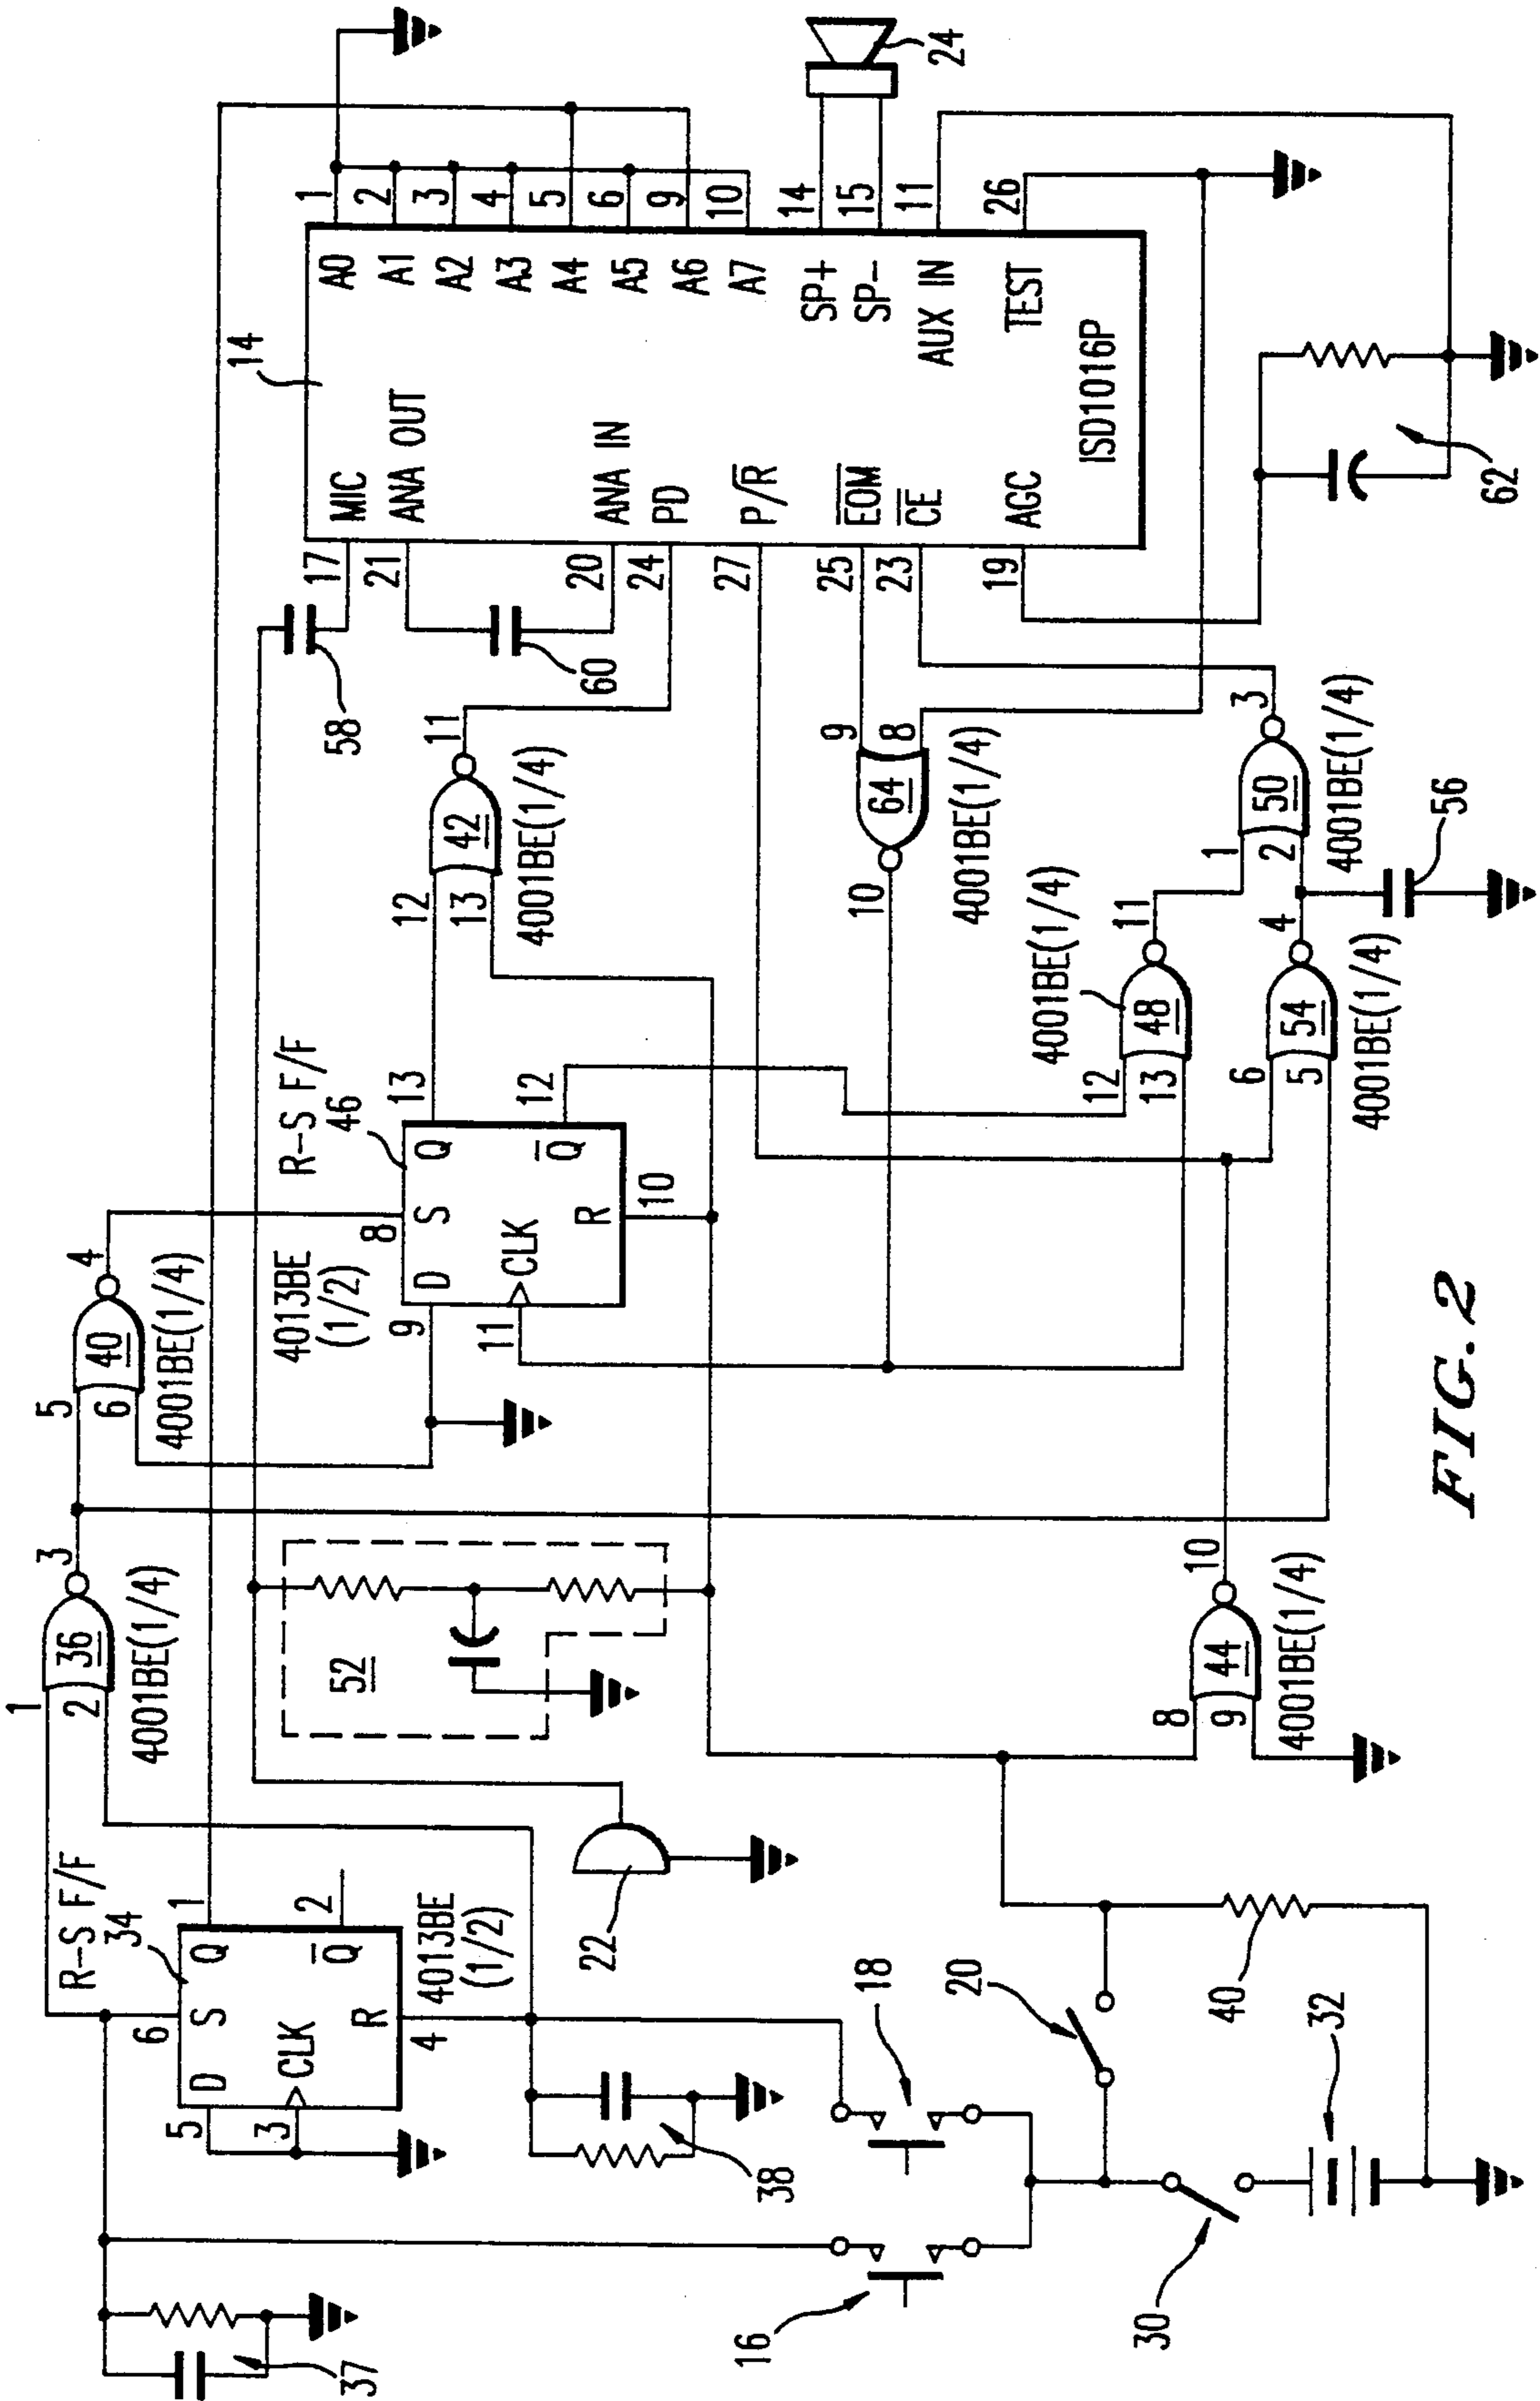 R-S F/F
34
D
S
Q
CLK
Q̅
R
5
6
1
3
2
4
4013BE
(1/2)
37
38
16
18
20
30
32
40
22
1
2
36
3
4001BE(1/4)
52
5
6
40
4
4001BE(1/4)
R-S F/F
46
4013BE
(1/2)
D
S
Q
CLK
Q̅
R
9
8
13
11
12
10
12
13
42
11
4001BE(1/4)
8
9
44
10
4001BE(1/4)
12
13
48
11
4001BE(1/4)
6
5
54
4
4001BE(1/4)
1
2
50
3
4001BE(1/4)
56
9
8
64
10
4001BE(1/4)
58
60
14
17
21
20
24
27
25
23
19
MIC
ANA OUT
ANA IN
PD
P/R̅
E̅O̅M̅
C̅E̅
AGC
A0
A1
A2
A3
A4
A5
A6
A7
SP+
SP-
AUX IN
TEST
ISD1016P
1
2
3
4
5
6
9
10
14
15
11
26
24
62
FIG. 2